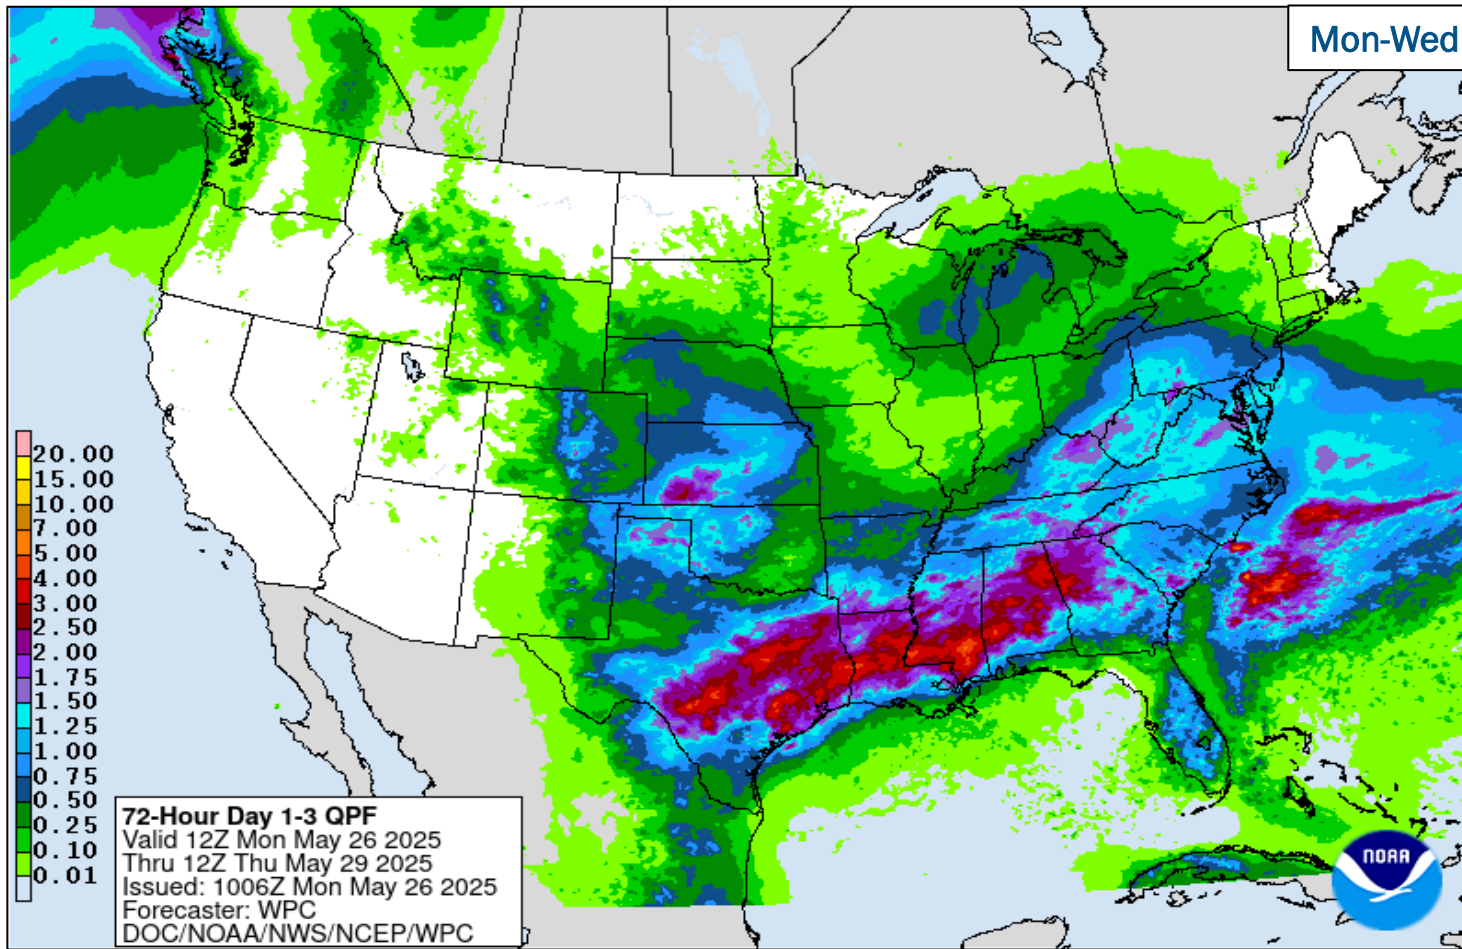 Mon-Wed
20.00
15.00
10.00
7.00
5.00
4.00
3.00
2.50
2.00
1.75
1.50
1.25
1.00
0.75
0.50
0.25
0.10
0.01
72-Hour Day 1-3 QPF
Valid 12Z Mon May 26 2025
Thru 12Z Thu May 29 2025
Issued: 1006Z Mon May 26 2025
Forecaster: WPC
DOC/NOAA/NWS/NCEP/WPC
NOAA